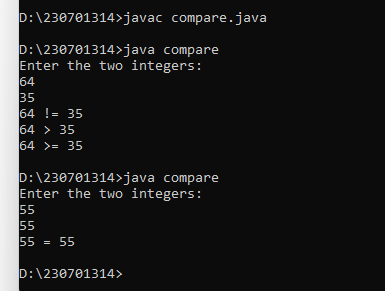 D:\230701314>javac compare.java
D:\230701314>java compare
Enter the two integers:
64
35
64 != 35
64 > 35
64 >= 35
D:\230701314>java compare
Enter the two integers:
55
55
55 = 55
D:\230701314>